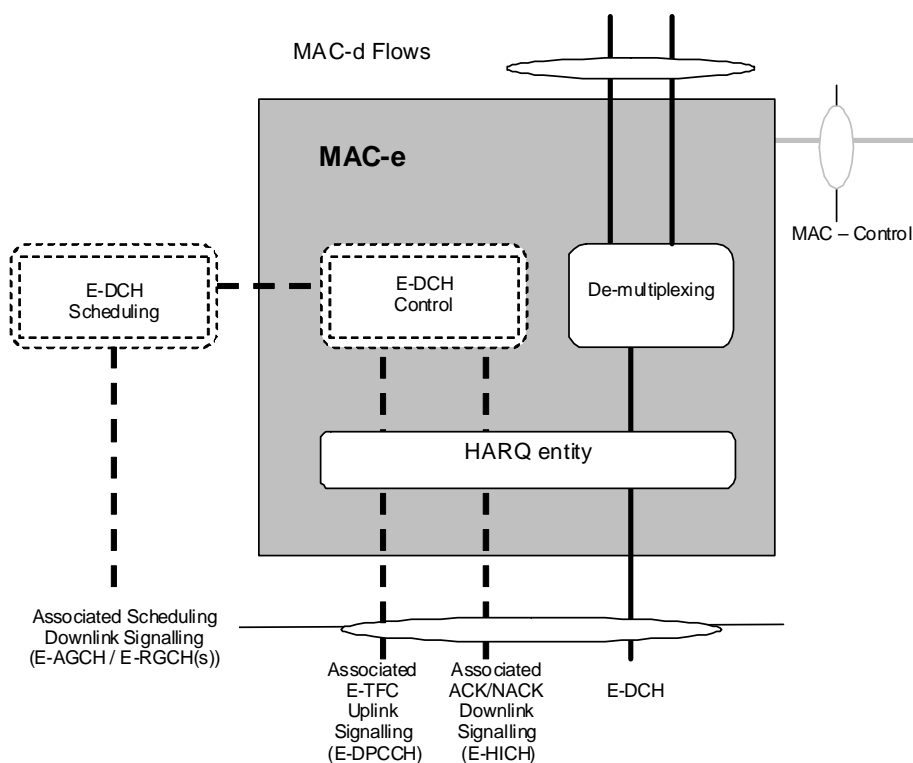 MAC-d Flows
MAC-e
MAC – Control
E-DCH
Scheduling
E-DCH
Control
De-multiplexing
HARQ entity
Associated Scheduling
Downlink Signalling
(E-AGCH / E-RGCH(s))
Associated
E-TFC
Uplink
Signalling
(E-DPCCH)
Associated
ACK/NACK
Downlink
Signalling
(E-HICH)
E-DCH